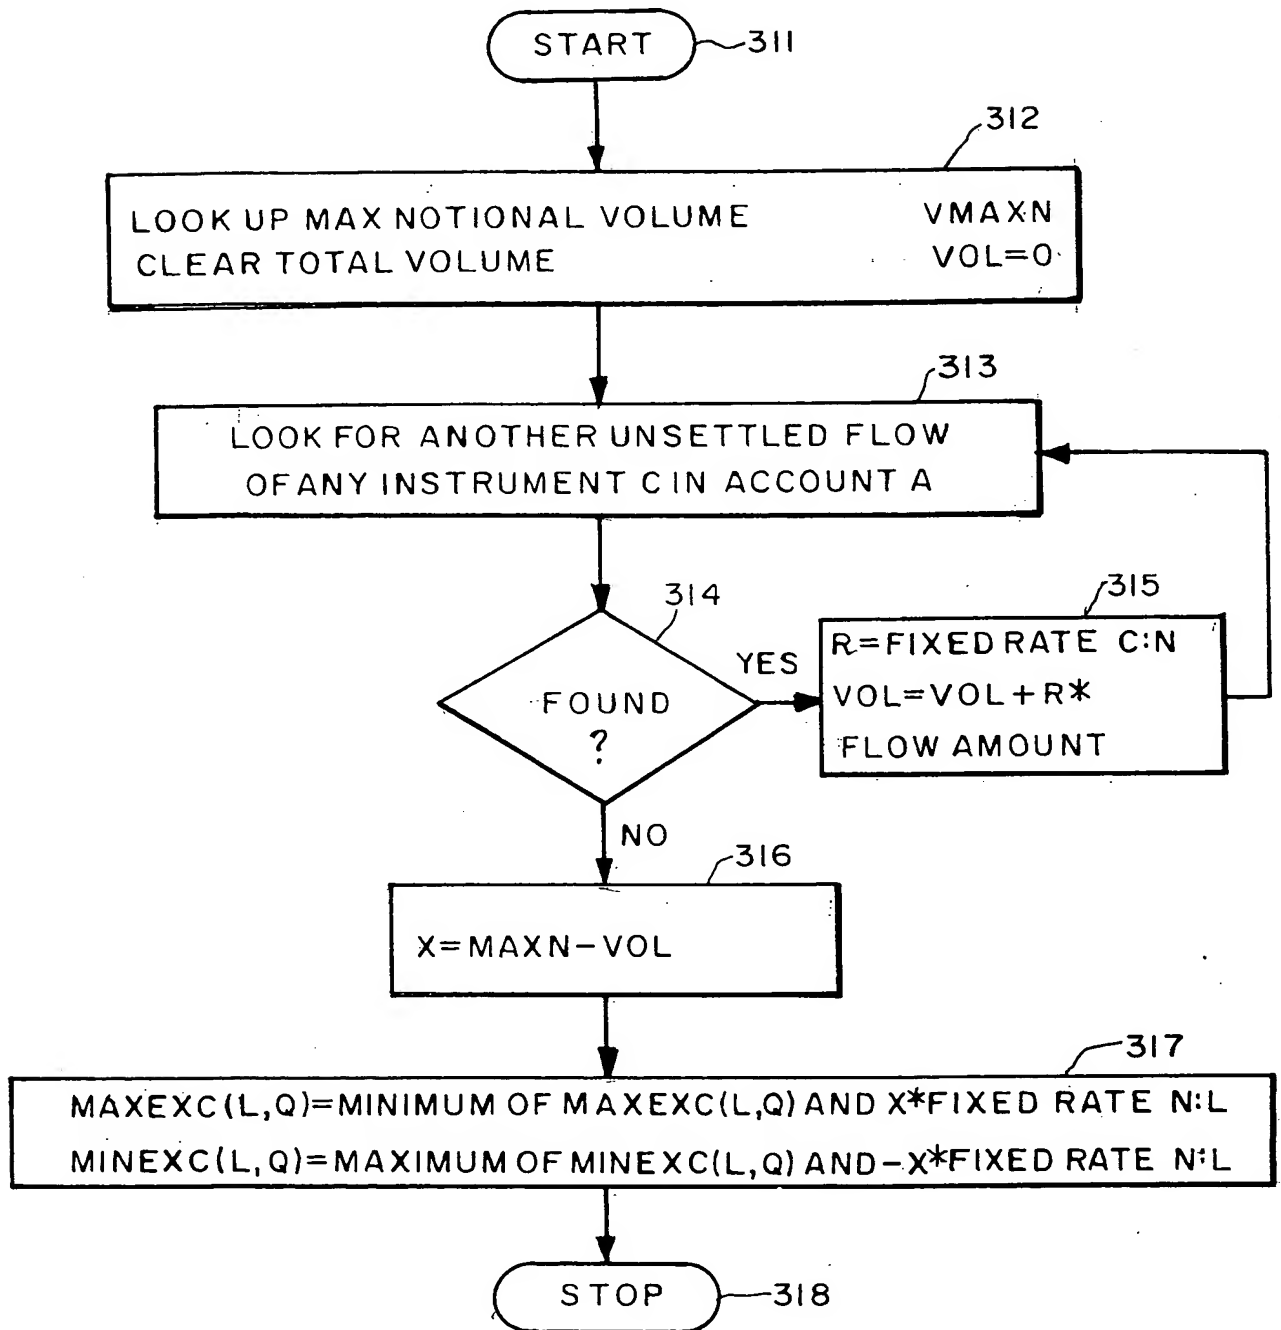 START
311
312
LOOK UP MAX NOTIONAL VOLUME VMAXN
CLEAR TOTAL VOLUME VOL=0
313
LOOK FOR ANOTHER UNSETTLED FLOW
OF ANY INSTRUMENT C IN ACCOUNT A
314
FOUND
?
YES
315
R=FIXED RATE C:N
VOL=VOL+R*
FLOW AMOUNT
NO
316
X=MAXN-VOL
317
MAXEXC(L,Q)=MINIMUM OF MAXEXC(L,Q) AND X*FIXED RATE N:L
MINEXC(L,Q)=MAXIMUM OF MINEXC(L,Q) AND -X*FIXED RATE N:L
STOP
318